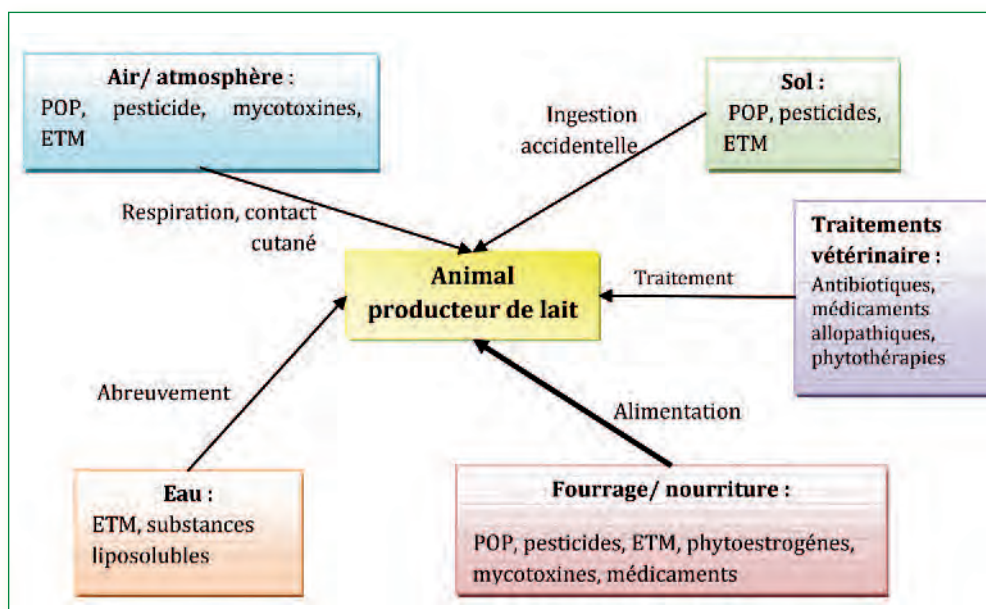 Air/ atmosphère :
POP, pesticide, mycotoxines,
ETM
Sol :
POP, pesticides,
ETM
Ingestion
accidentelle
Respiration, contact
cutané
Traitements
vétérinaire :
Antibiotiques,
médicaments
allopathiques,
phytothérapies
Animal
producteur de lait
Traitement
Abreuvement
Alimentation
Eau :
ETM, substances
liposolubles
Fourrage/ nourriture :
POP, pesticides, ETM, phytoestrogénes,
mycotoxines, médicaments